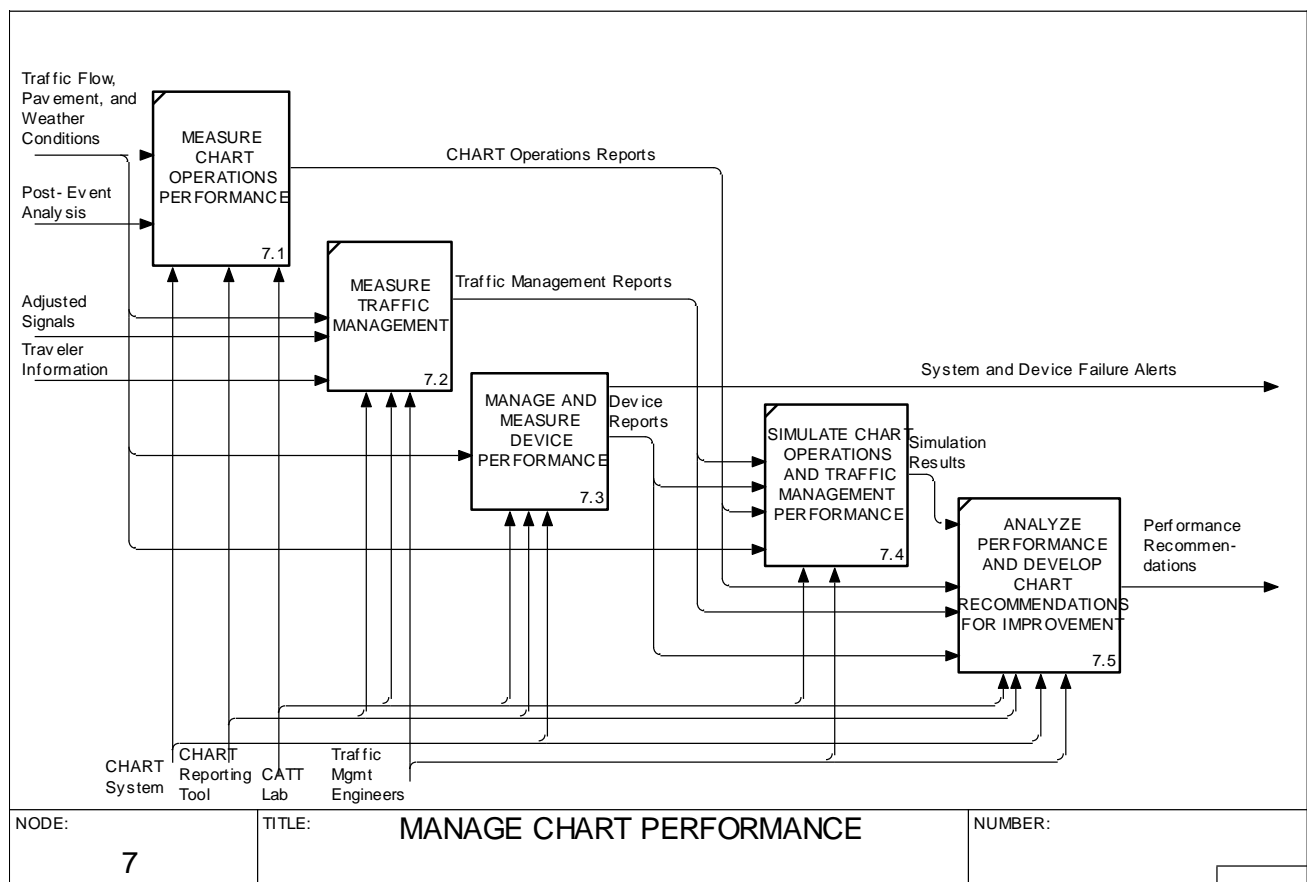 Traffic Flow,
Pavement, and
Weather
Conditions
MEASURE
CHART
OPERATIONS
PERFORMANCE
7.1
CHART Operations Reports
Post-Event
Analysis
MEASURE
TRAFFIC
MANAGEMENT
7.2
Traffic Management Reports
Adjusted
Signals
Traveler
Information
MANAGE AND
MEASURE
DEVICE
PERFORMANCE
7.3
Device
Reports
System and Device Failure Alerts
SIMULATE CHART
OPERATIONS
AND TRAFFIC
MANAGEMENT
PERFORMANCE
7.4
Simulation
Results
ANALYZE
PERFORMANCE
AND DEVELOP
CHART
RECOMMENDATIONS
FOR IMPROVEMENT
7.5
Performance
Recommen-
dations
CHART
System
CHART
Reporting
Tool
CATT
Lab
Traffic
Mgmt
Engineers
NODE:
7
TITLE:
MANAGE CHART PERFORMANCE
NUMBER: